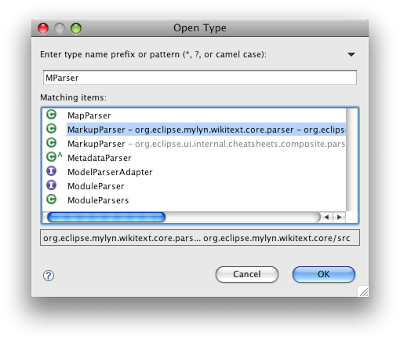 Open Type
Enter type name prefix or pattern (*, ?, or camel case):
MParser
Matching items:
C MapParser
C MarkupParser – org.eclipse.mylyn.wikitext.core.parser – org.eclips
C MarkupParser – org.eclipse.ui.internal.cheatsheets.composite.pars
C A MetadataParser
I ModelParserAdapter
I ModuleParser
C ModuleParsers
org.eclipse.mylyn.wikitext.core.pars... org.eclipse.mylyn.wikitext.core/src
? Cancel OK